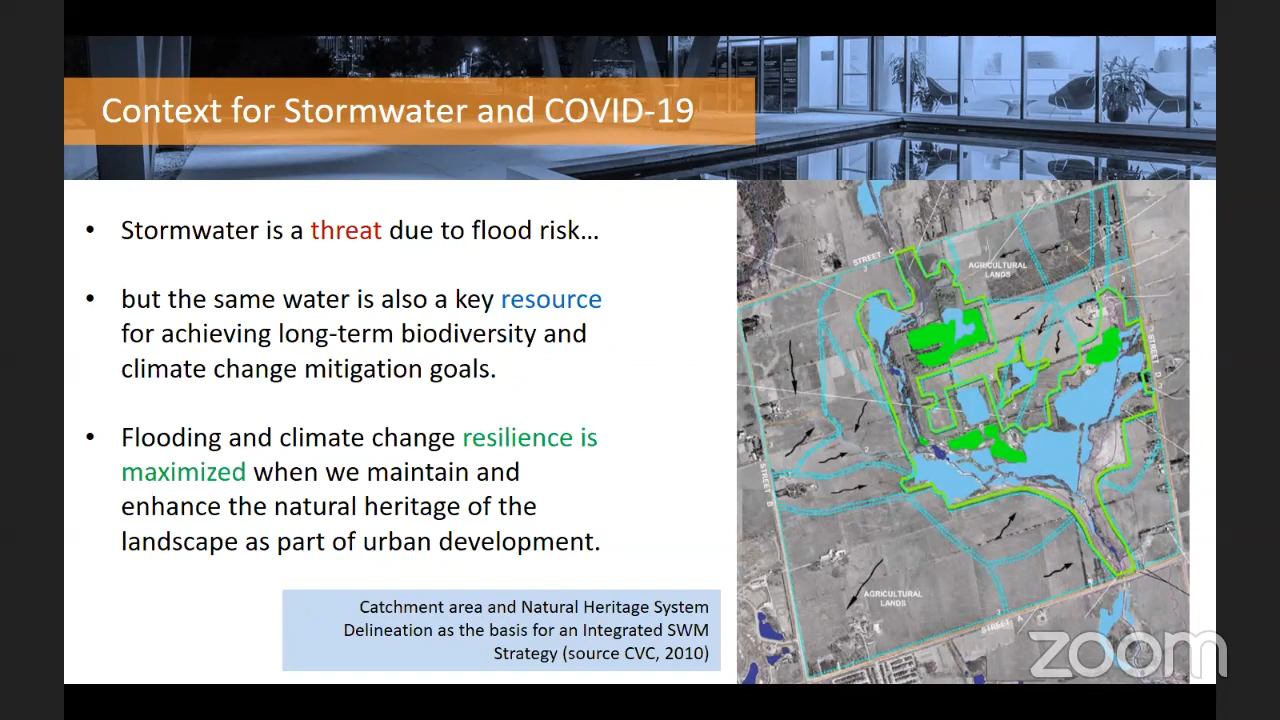 Context for Stormwater and COVID-19
• Stormwater is a threat due to flood risk…
• but the same water is also a key resource
for achieving long-term biodiversity and
climate change mitigation goals.
• Flooding and climate change resilience is
maximized when we maintain and
enhance the natural heritage of the
landscape as part of urban development.
Catchment area and Natural Heritage System
Delineation as the basis for an Integrated SWM
Strategy (source CVC, 2010)
STREET C
AGRICULTURAL
LANDS
STREET D
STREET B
AGRICULTURAL
LANDS
STREET A
zoom